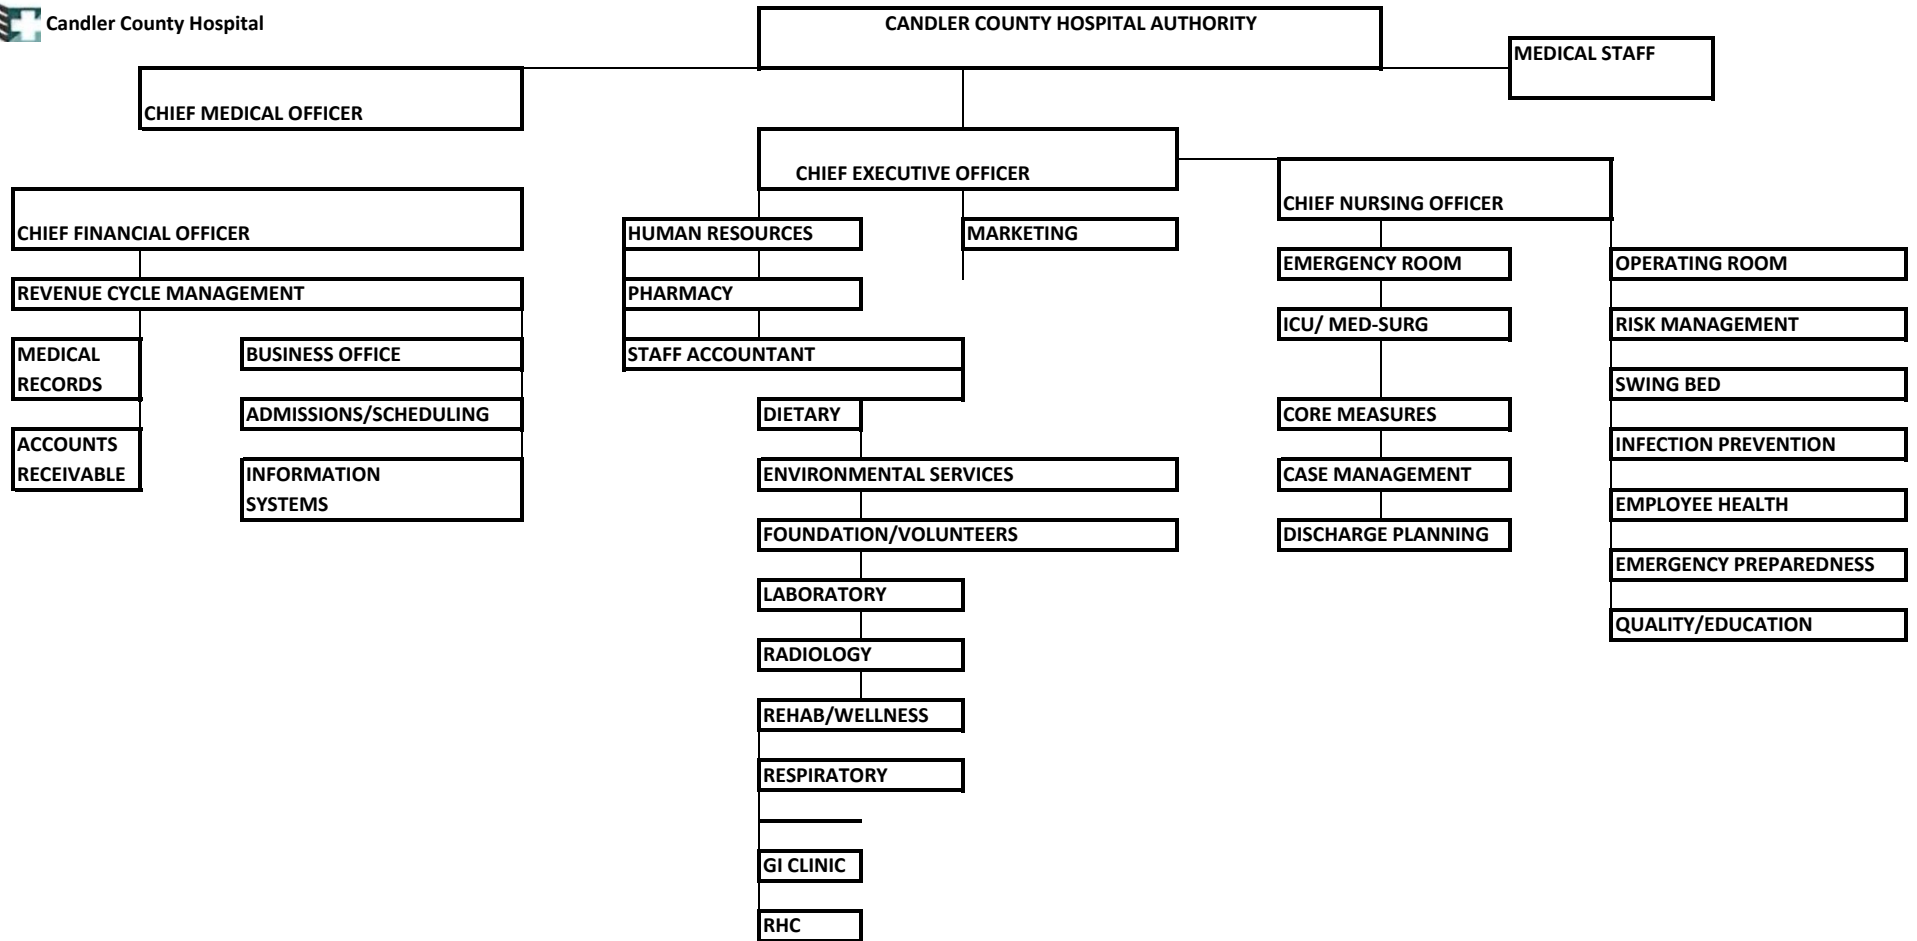 Candler County Hospital
CANDLER COUNTY HOSPITAL AUTHORITY
MEDICAL STAFF
CHIEF MEDICAL OFFICER
CHIEF EXECUTIVE OFFICER
CHIEF NURSING OFFICER
CHIEF FINANCIAL OFFICER
HUMAN RESOURCES
MARKETING
EMERGENCY ROOM
OPERATING ROOM
REVENUE CYCLE MANAGEMENT
PHARMACY
ICU/ MED-SURG
RISK MANAGEMENT
MEDICAL
RECORDS
BUSINESS OFFICE
STAFF ACCOUNTANT
SWING BED
ADMISSIONS/SCHEDULING
DIETARY
CORE MEASURES
ACCOUNTS
RECEIVABLE
INFECTION PREVENTION
INFORMATION
SYSTEMS
ENVIRONMENTAL SERVICES
CASE MANAGEMENT
EMPLOYEE HEALTH
FOUNDATION/VOLUNTEERS
DISCHARGE PLANNING
EMERGENCY PREPAREDNESS
LABORATORY
QUALITY/EDUCATION
RADIOLOGY
REHAB/WELLNESS
RESPIRATORY
GI CLINIC
RHC